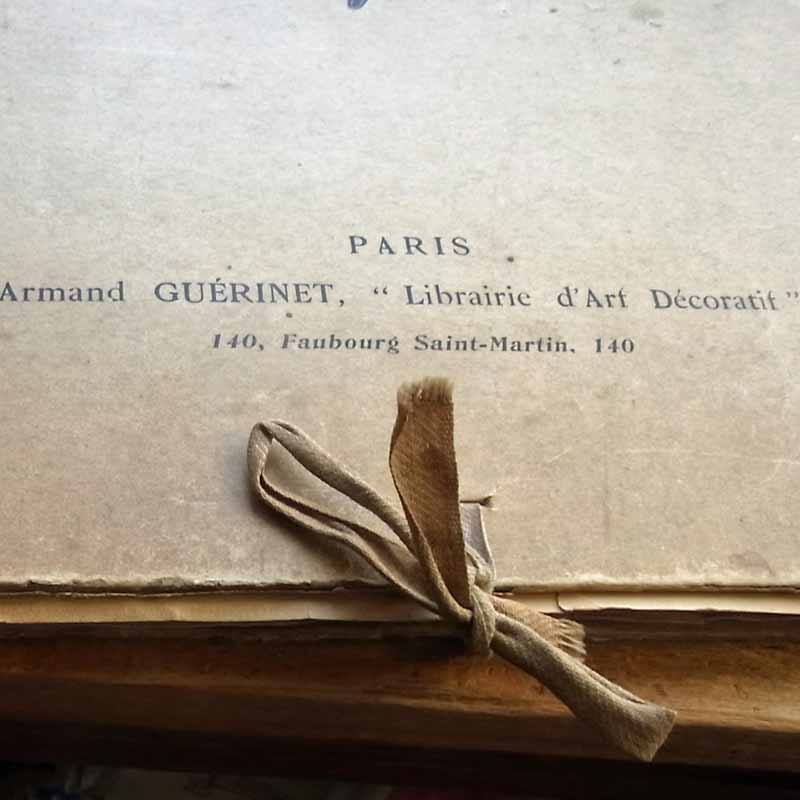 PARIS
Armand GUÉRINET, “ Librairie d'Art Décoratif ”
140, Faubourg Saint-Martin, 140